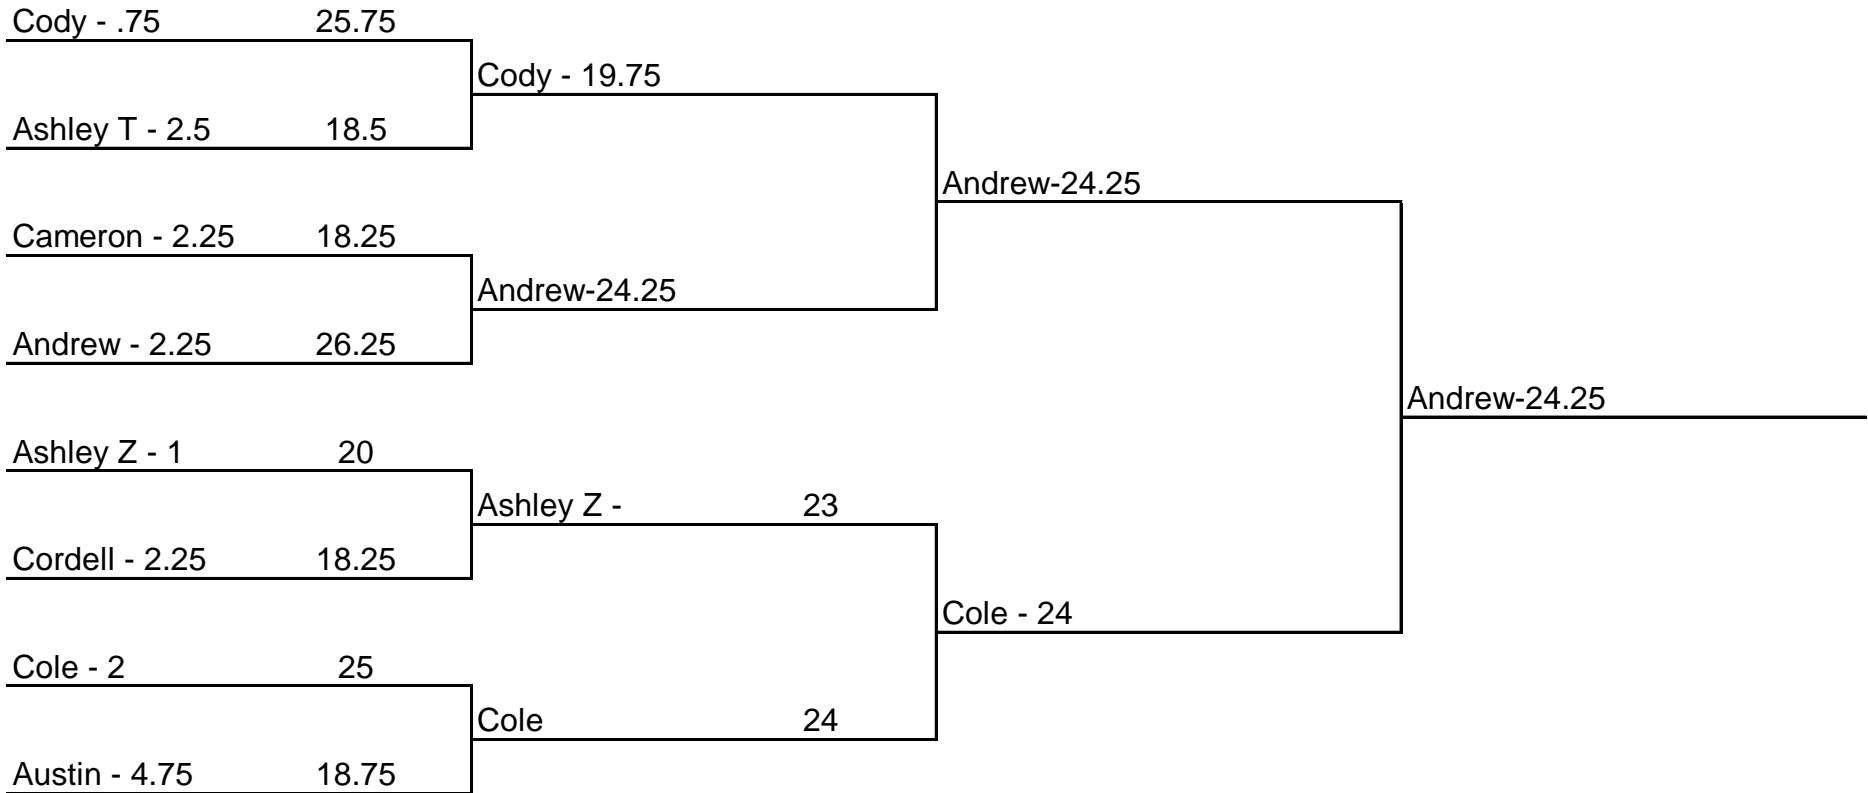 Cody - .75 25.75
Cody - 19.75
Ashley T - 2.5 18.5
Andrew-24.25
Cameron - 2.25 18.25
Andrew-24.25
Andrew - 2.25 26.25
Andrew-24.25
Ashley Z - 1 20
Ashley Z - 23
Cordell - 2.25 18.25
Cole - 24
Cole - 2 25
Cole 24
Austin - 4.75 18.75